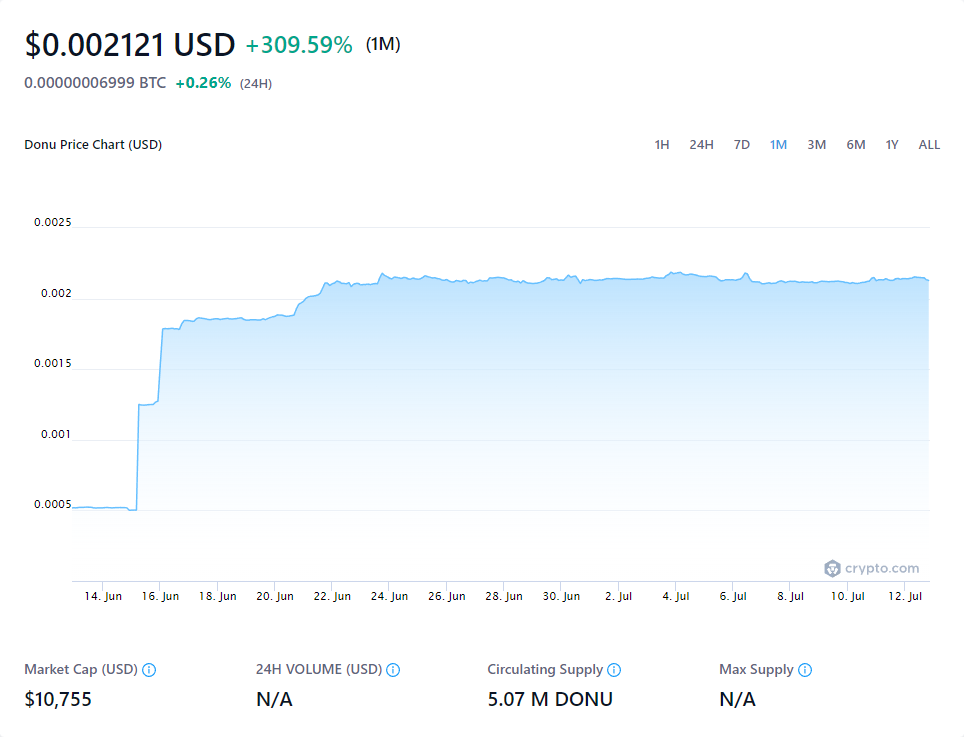 $0.002121 USD +309.59% (1M)
0.00000006999 BTC +0.26% (24H)
Donu Price Chart (USD) 1H 24H 7D 1M 3M 6M 1Y ALL
0.0025
0.002
0.0015
0.001
0.0005
crypto.com
14. Jun 16. Jun 18. Jun 20. Jun 22. Jun 24. Jun 26. Jun 28. Jun 30. Jun 2. Jul 4. Jul 6. Jul 8. Jul 10. Jul 12. Jul
Market Cap (USD) 24H VOLUME (USD) Circulating Supply Max Supply
$10,755 N/A 5.07 M DONU N/A